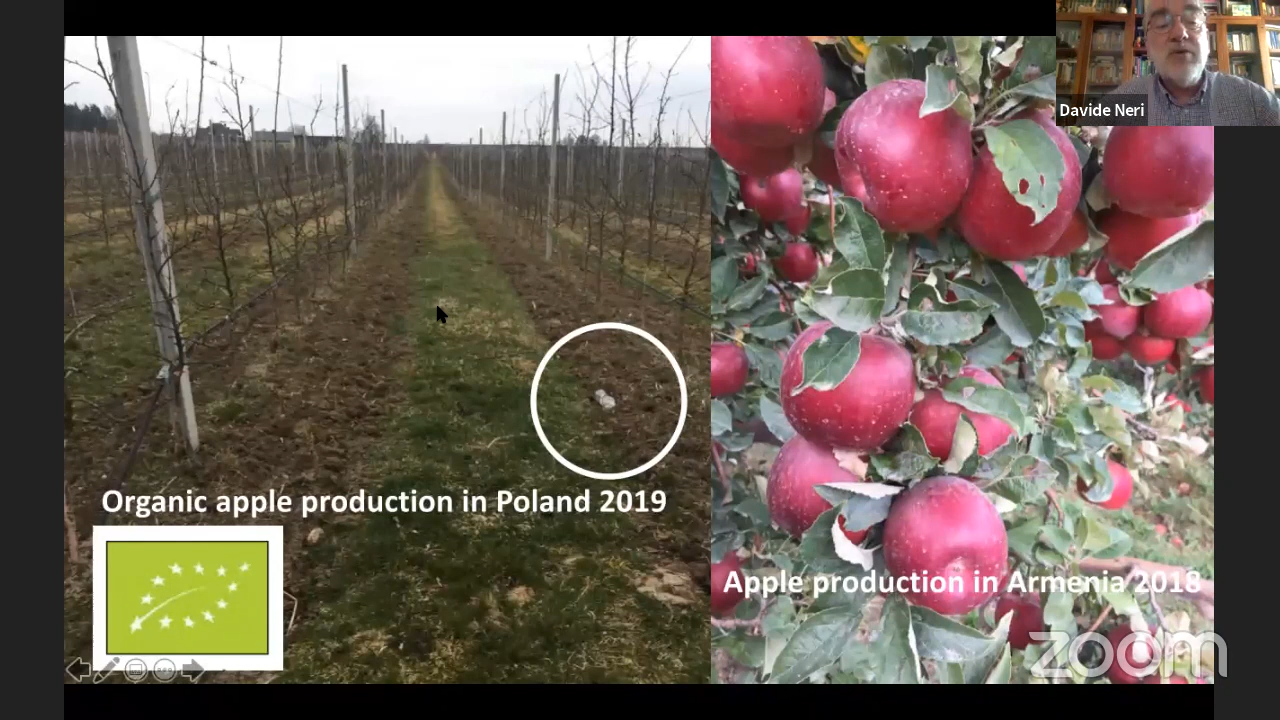 Davide Neri
Organic apple production in Poland 2019
Apple production in Armenia 2018
zoom